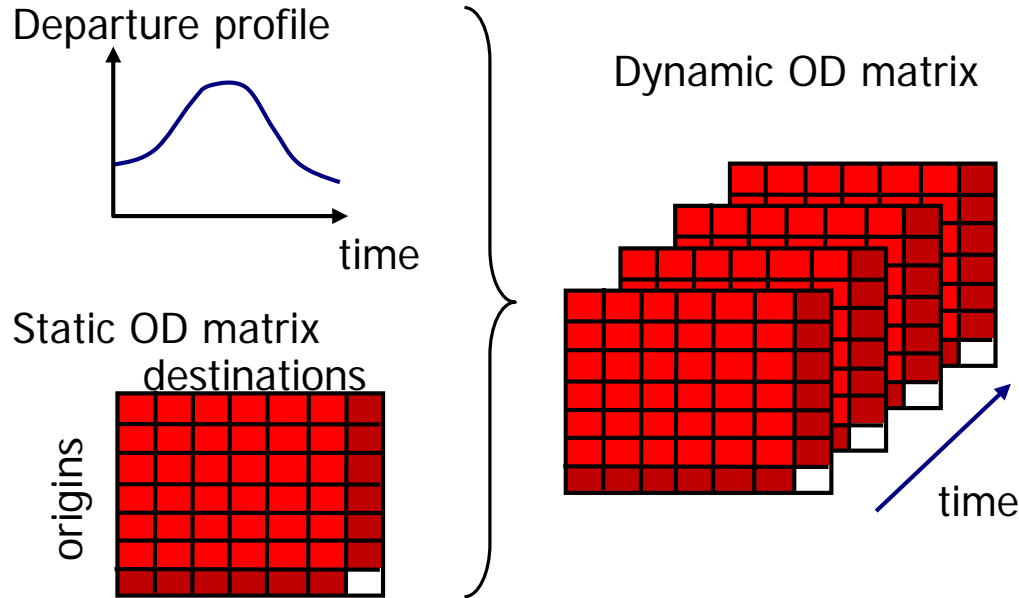 Departure profile
time
Static OD matrix
destinations
origins
Dynamic OD matrix
time